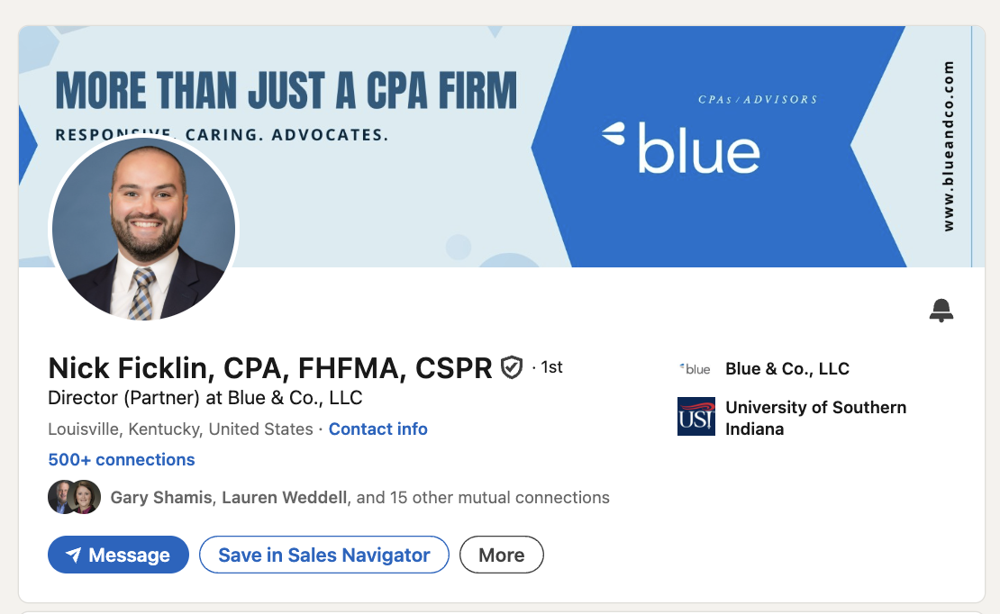 MORE THAN JUST A CPA FIRM
RESPONSIVE. CARING. ADVOCATES.
CPAs / ADVISORS
blue
www.blueandco.com
Nick Ficklin, CPA, FHFMA, CSPR · 1st
Director (Partner) at Blue & Co., LLC
Louisville, Kentucky, United States · Contact info
500+ connections
Gary Shamis, Lauren Weddell, and 15 other mutual connections
Message
Save in Sales Navigator
More
blue
Blue & Co., LLC
USI
University of Southern
Indiana